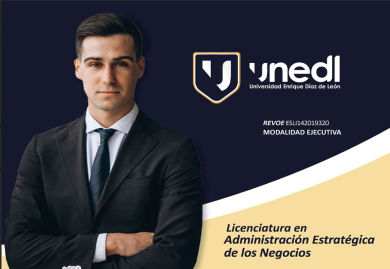 unedl
Universidad Enrique Díaz de León
REVOE ESLI142019320
MODALIDAD EJECUTIVA
Licenciatura en
Administración Estratégica
de los Negocios